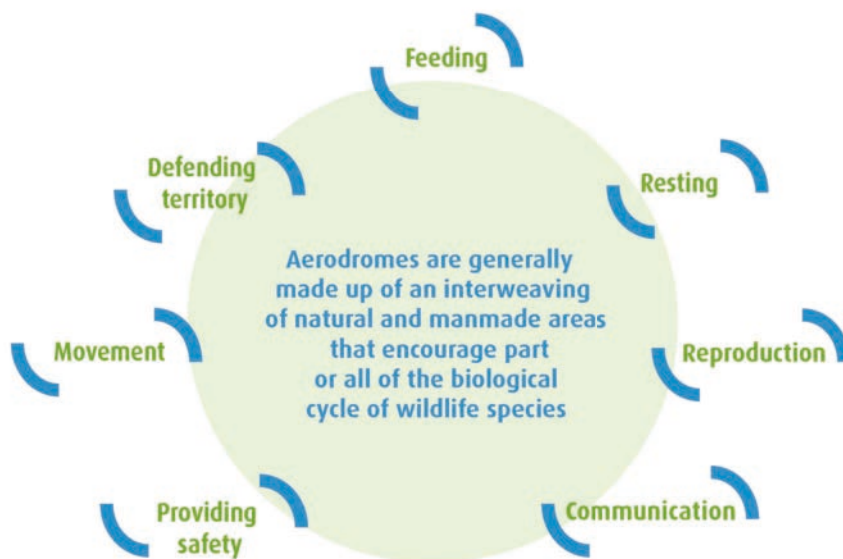 Feeding
Defending
territory
Resting
Aerodromes are generally
made up of an interweaving
of natural and manmade areas
that encourage part
or all of the biological
cycle of wildlife species
Movement
Reproduction
Providing
safety
Communication